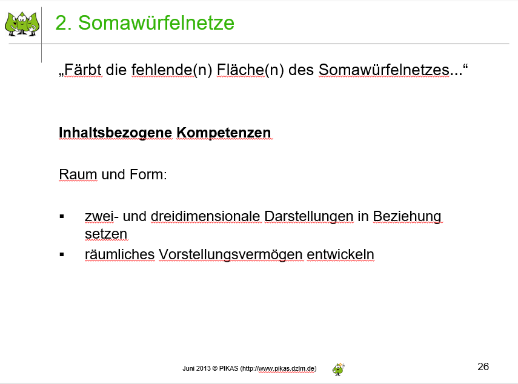 2. Somawürfelnetze
„Färbt die fehlende(n) Fläche(n) des Somawürfelnetzes...“
Inhaltsbezogene Kompetenzen
Raum und Form:
▪ zwei- und dreidimensionale Darstellungen in Beziehung
setzen
▪ räumliches Vorstellungsvermögen entwickeln
Juni 2013 © PIKAS (http://www.pikas.dzlm.de)
26